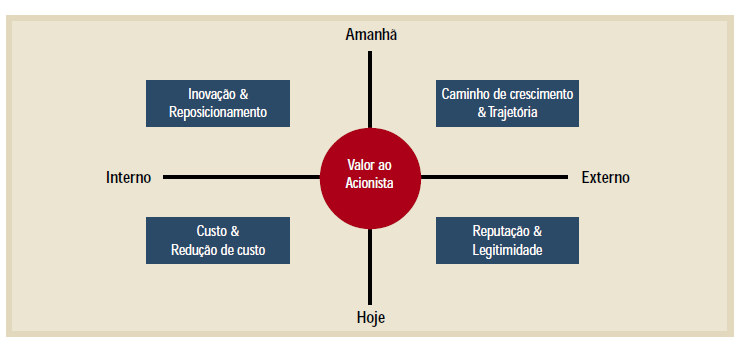 Amanhã
Inovação &
Reposicionamento
Caminho de crescimento
& Trajetória
Interno
Valor ao
Acionista
Externo
Custo &
Redução de custo
Reputação &
Legitimidade
Hoje